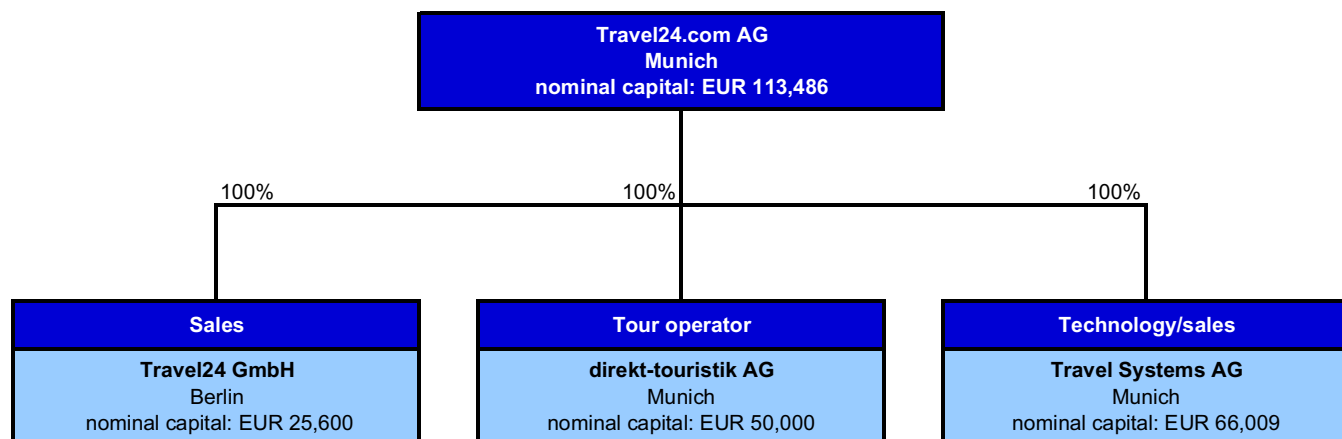 Travel24.com AG
Munich
nominal capital: EUR 113,486
100%
100%
100%
Sales
Travel24 GmbH
Berlin
nominal capital: EUR 25,600
Tour operator
direkt-touristik AG
Munich
nominal capital: EUR 50,000
Technology/sales
Travel Systems AG
Munich
nominal capital: EUR 66,009